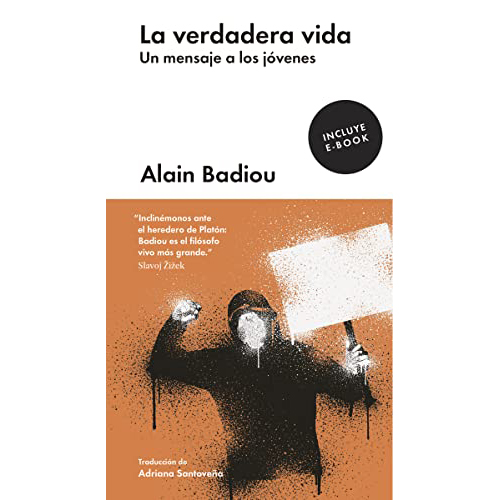 La verdadera vida
Un mensaje a los jóvenes
INCLUYE
E-BOOK
Alain Badiou
“Inclinémonos ante
el heredero de Platón:
Badiou es el filósofo
vivo más grande.”
Slavoj Žižek
Traducción de
Adriana Santoveña